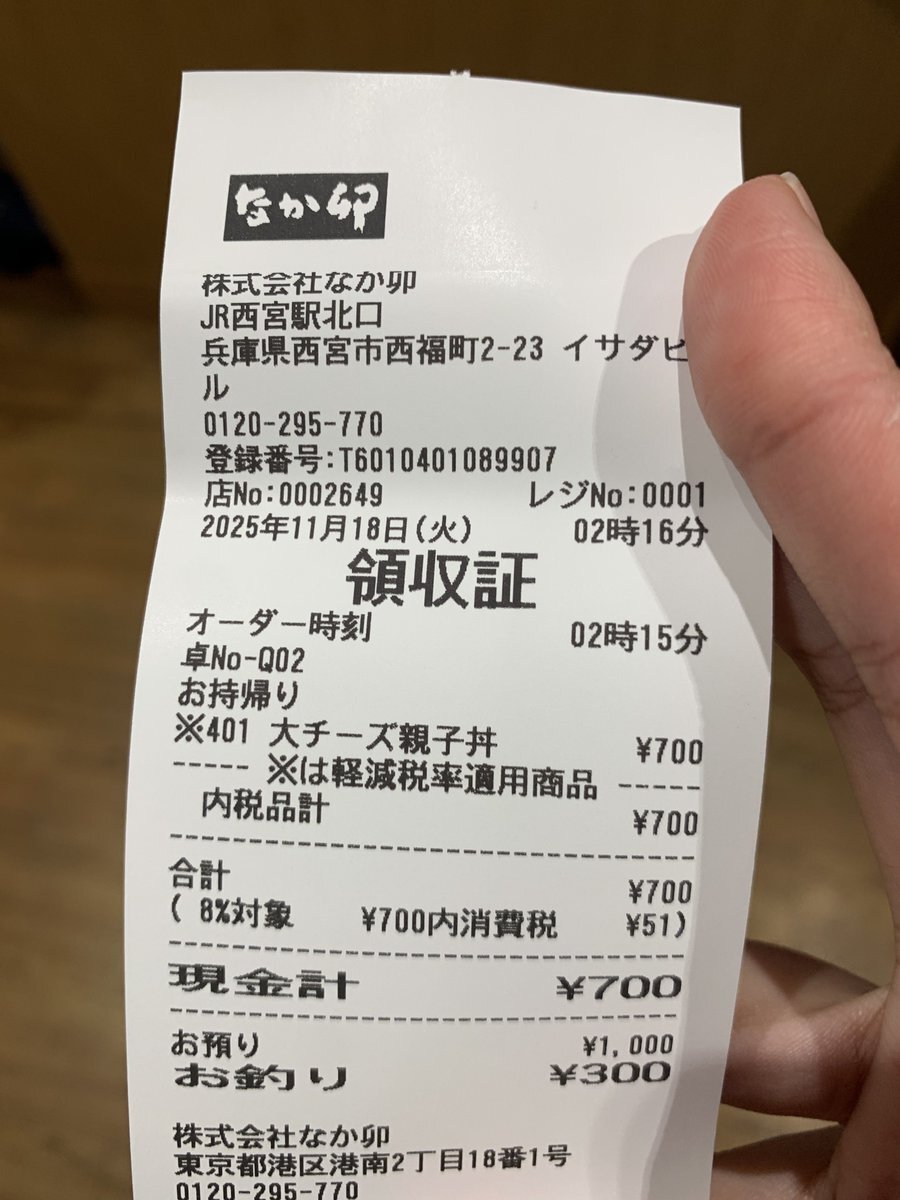 なか卯
株式会社なか卯
JR西宮駅北口
兵庫県西宮市西福町2-23 イサダビ
ル
0120-295-770
登録番号:T6010401089907
店No:0002649 レジNo:0001
2025年11月18日(火) 02時16分
領収証
オーダー時刻 02時15分
卓No-Q02
お持帰り
※401 大チーズ親子丼 ¥700
----- ※は軽減税率適用商品 -----
内税品計 ¥700
合計 ¥700
( 8%対象 ¥700内消費税 ¥51)
現金計 ¥700
お預り ¥1,000
お釣り ¥300
株式会社なか卯
東京都港区港南2丁目18番1号
0120-295-770